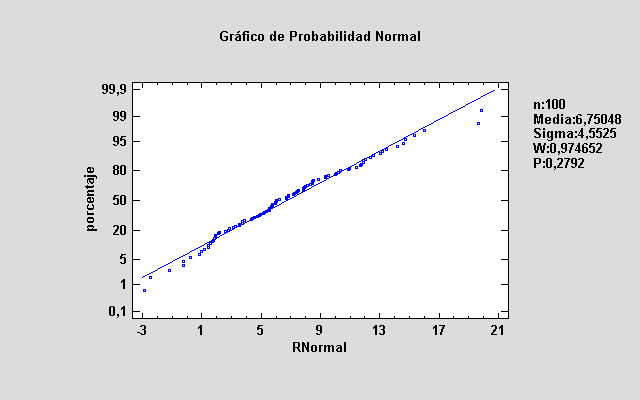 Gráfico de Probabilidad Normal
99,9
99
95
80
50
20
5
1
0,1
porcentaje
-3 1 5 9 13 17 21
RNormal
n:100
Media:6,75048
Sigma:4,5525
W:0,974652
P:0,2792